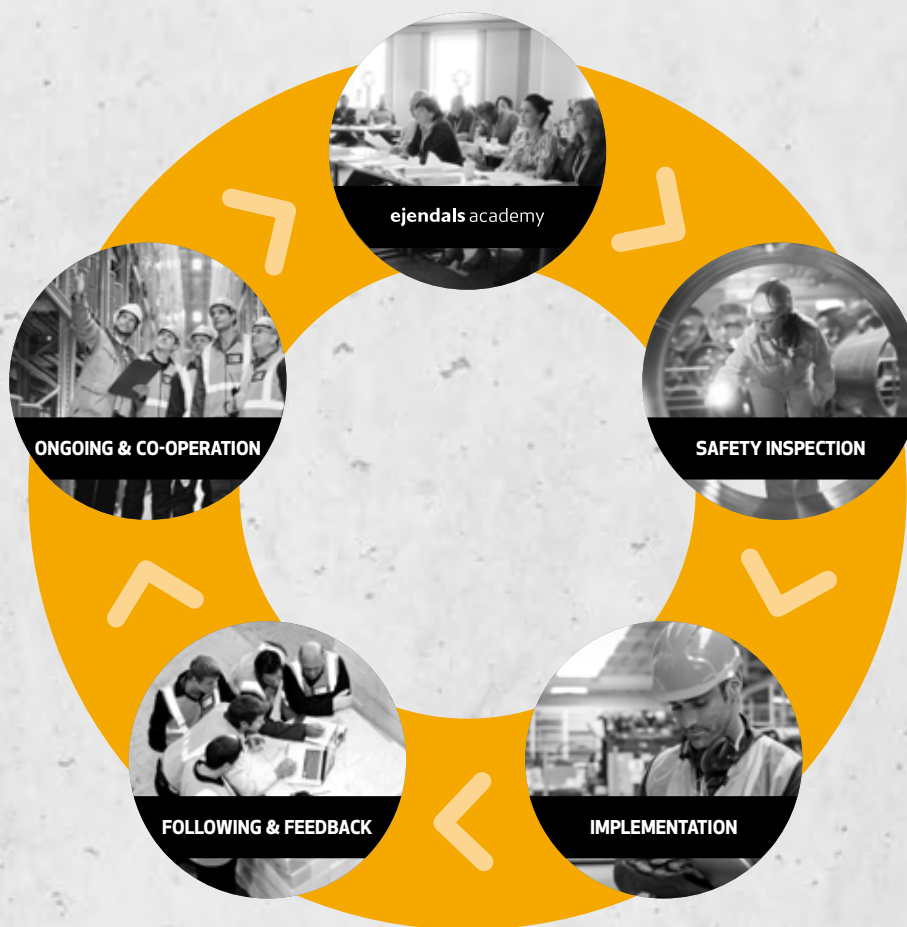 ejendals academy
SAFETY INSPECTION
IMPLEMENTATION
FOLLOWING & FEEDBACK
ONGOING & CO-OPERATION